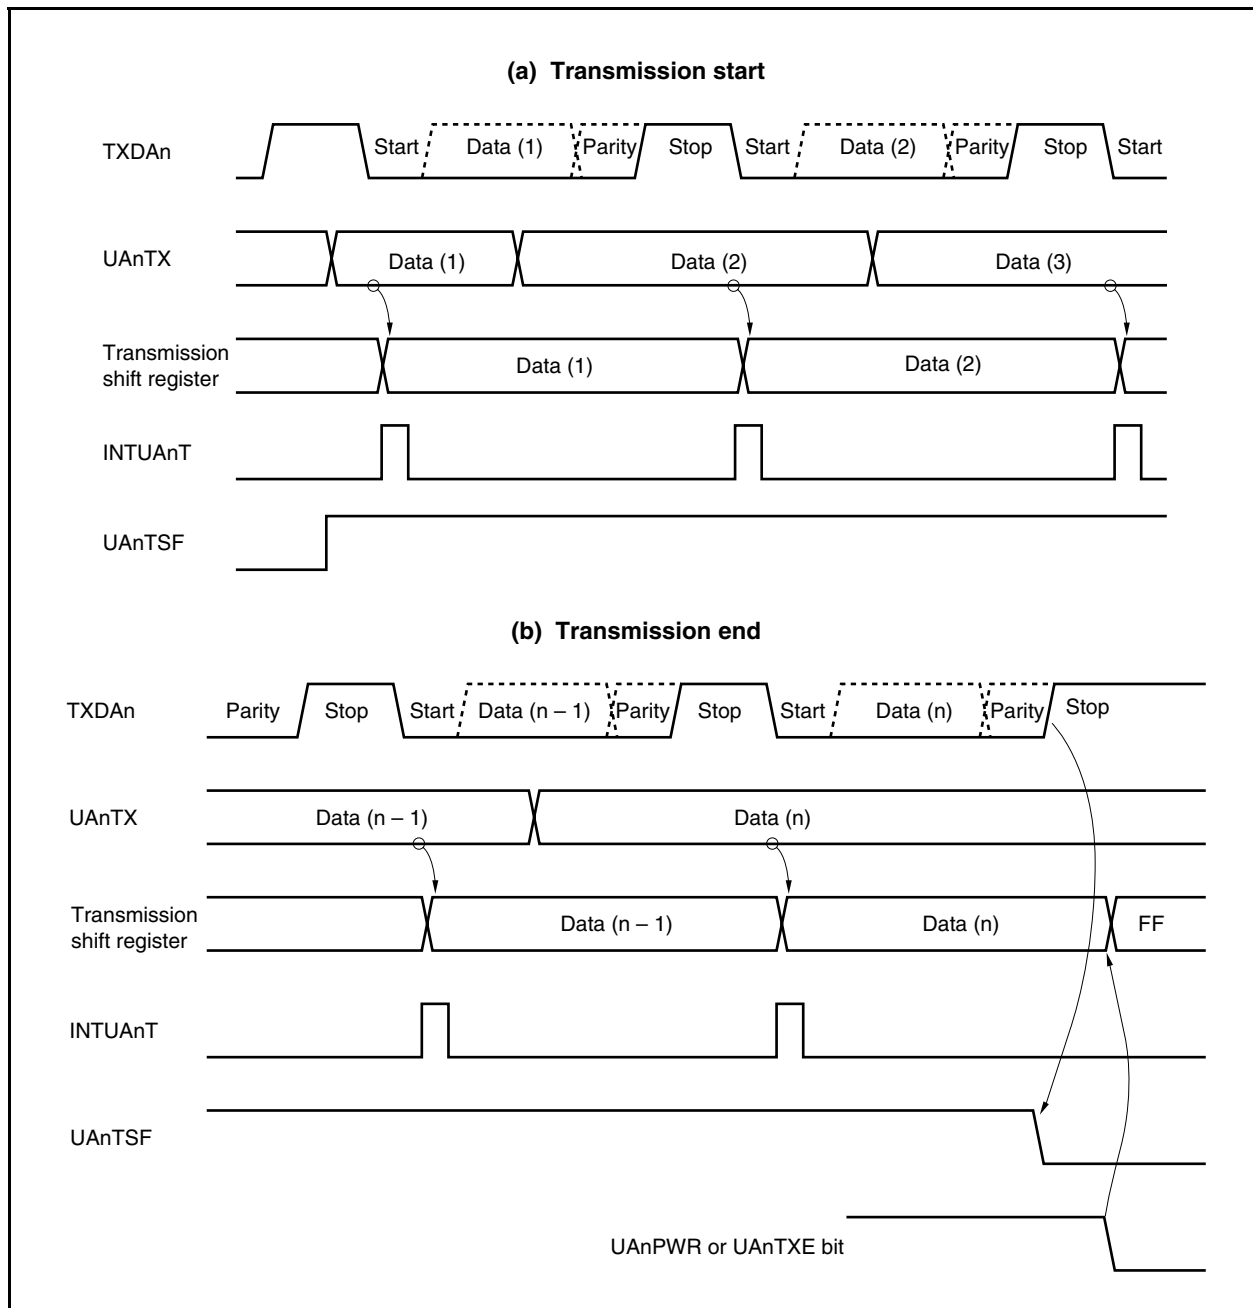 (a) Transmission start
TXDAn
Start Data (1) Parity Stop Start Data (2) Parity Stop Start
UAnTX
Data (1) Data (2) Data (3)
Transmission
shift register
Data (1) Data (2)
INTUAnT
UAnTSF
(b) Transmission end
TXDAn
Parity Stop Start Data (n – 1) Parity Stop Start Data (n) Parity Stop
UAnTX
Data (n – 1) Data (n)
Transmission
shift register
Data (n – 1) Data (n) FF
INTUAnT
UAnTSF
UAnPWR or UAnTXE bit